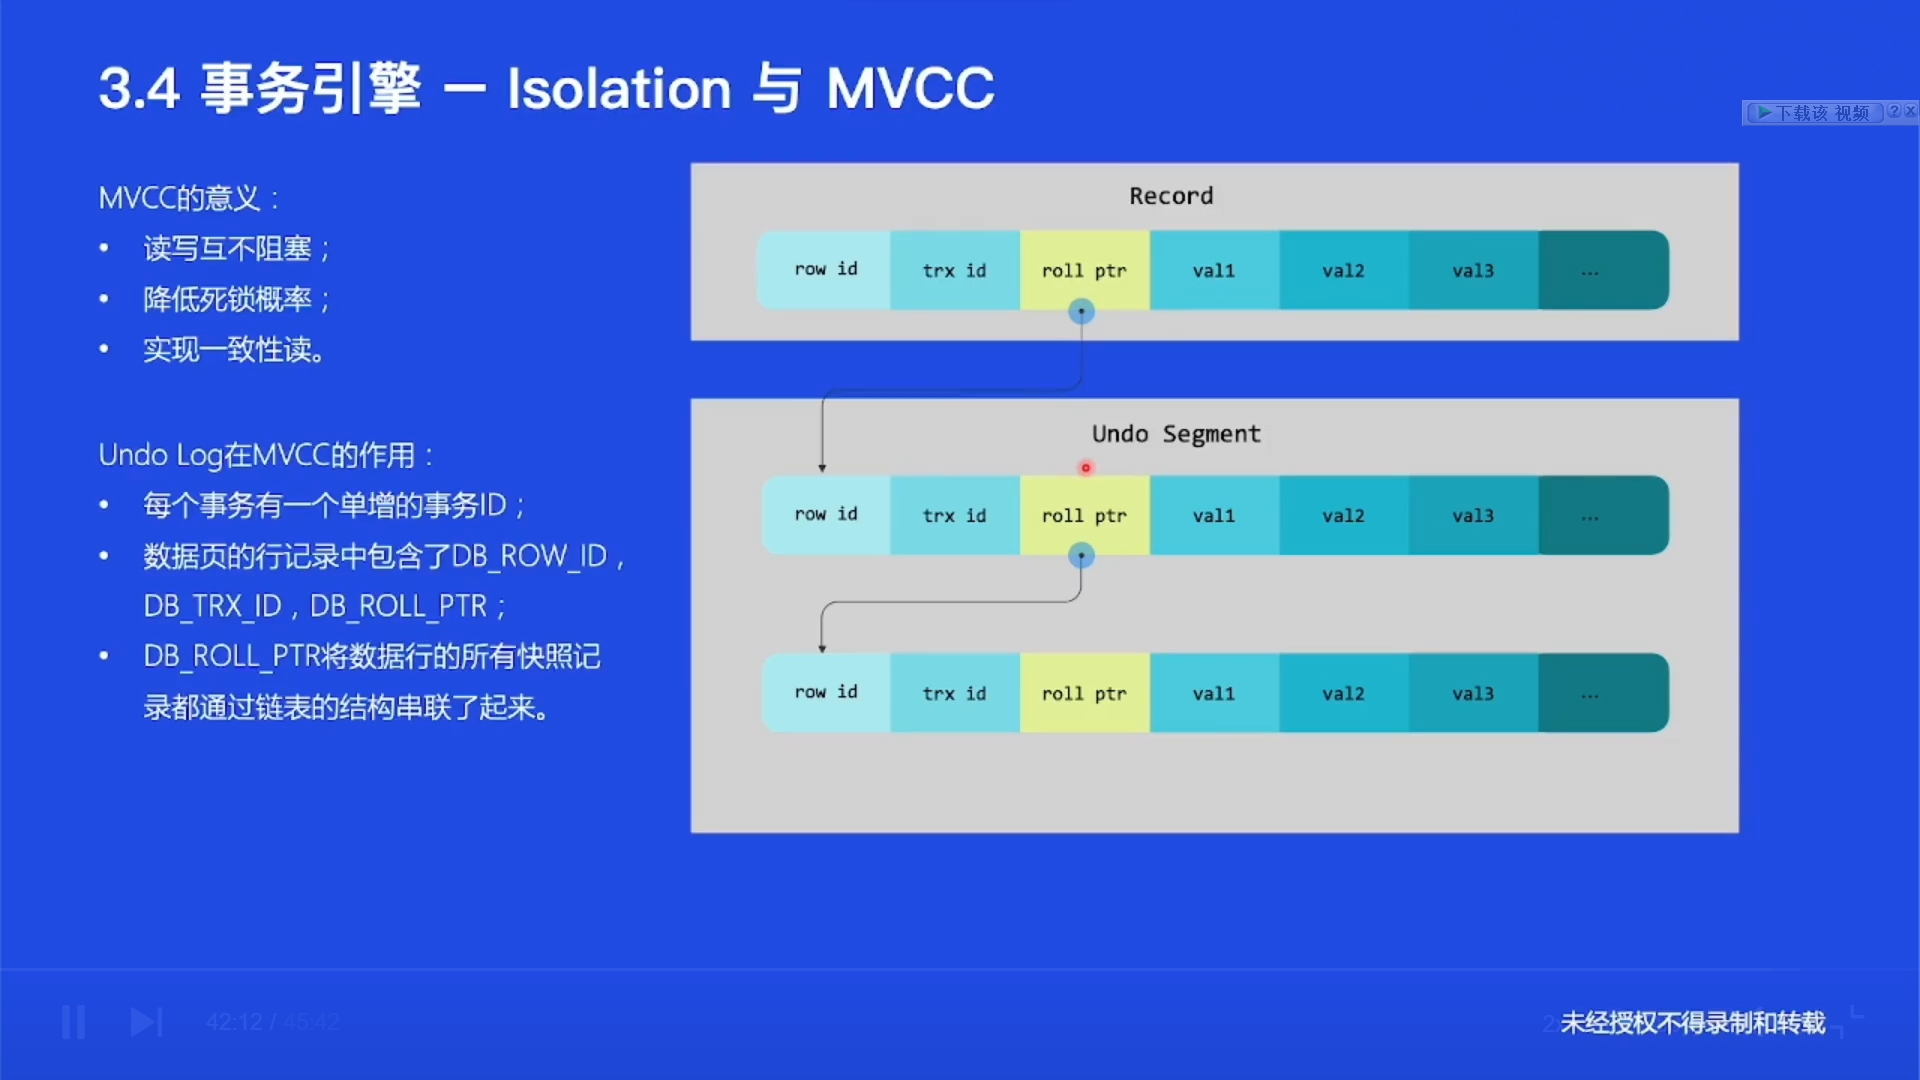 3.4 事务引擎 — Isolation 与 MVCC
下载该 视频
MVCC的意义：
• 读写互不阻塞；
• 降低死锁概率；
• 实现一致性读。
Undo Log在MVCC的作用：
• 每个事务有一个单增的事务ID；
• 数据页的行记录中包含了DB_ROW_ID，
DB_TRX_ID，DB_ROLL_PTR；
• DB_ROLL_PTR将数据行的所有快照记
录都通过链表的结构串联了起来。
Record
row id trx id roll ptr val1 val2 val3 ...
Undo Segment
row id trx id roll ptr val1 val2 val3 ...
row id trx id roll ptr val1 val2 val3 ...
42:12 / 45:42
未经授权不得录制和转载